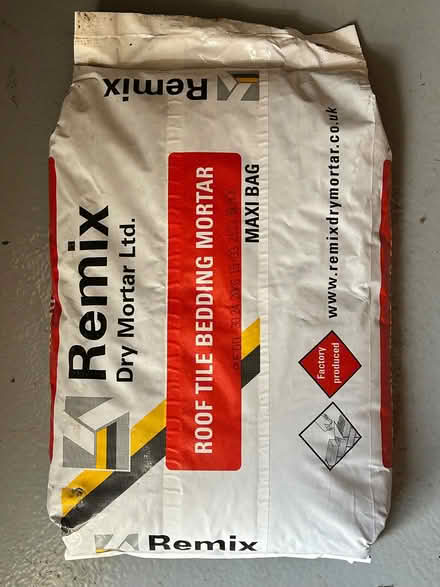 Remix
Remix
Dry Mortar Ltd.
ROOF TILE BEDDING MORTAR
MAXI BAG
www.remixdrymortar.co.uk
Factory
produced
Remix